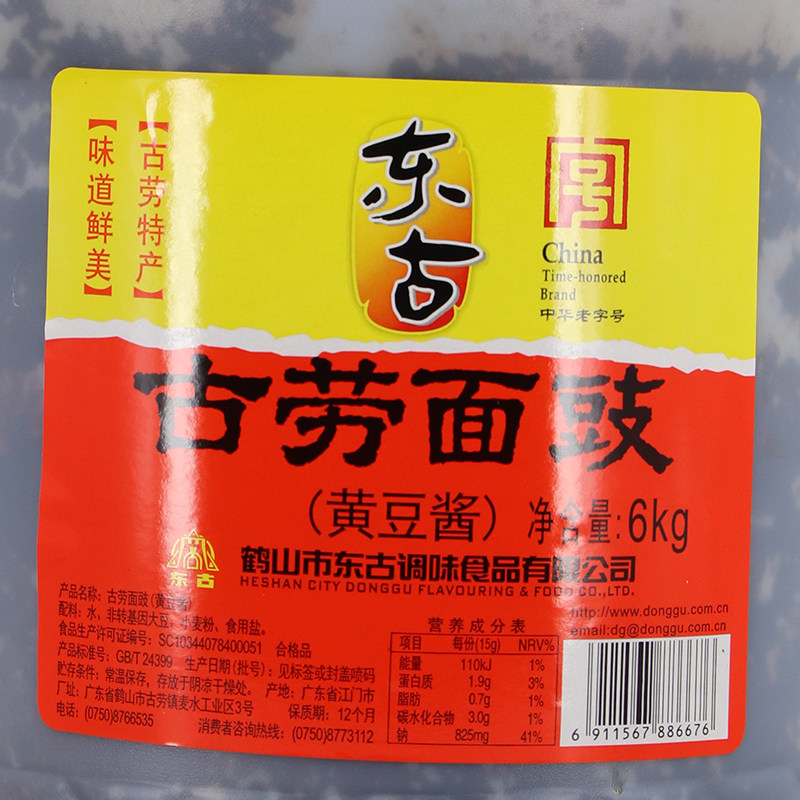 【古劳特产】
【味道鲜美】
东古
号
China
Time-honored
Brand
中华老字号
古劳面豉
（黄豆酱） 净含量:6kg
东古
鹤山市东古调味食品有限公司
HESHAN CITY DONGGU FLAVOURING & FOOD CO.,LTD.
http://www.donggu.com.cn
email:dg@donggu.com.cn
产品名称：古劳面豉(黄豆酱)
配料：水，非转基因大豆，小麦粉，食用盐。
食品生产许可证编号：SC10344078400051 合格品
产品标准号：GB/T 24399 生产日期（批号）：见标签或封盖喷码
贮存条件：常温保存，存放于阴凉干燥处。 产地：广东省江门市
厂址：广东省鹤山市古劳镇麦水工业区3号 保质期：12个月
电话：(0750)8766535 消费者咨询热线：(0750)8773112
营养成分表
项目 每份(15g) NRV%
能量 110kJ 1%
蛋白质 1.9g 3%
脂肪 0.7g 1%
碳水化合物 3.0g 1%
钠 825mg 41%
6 911567 886676